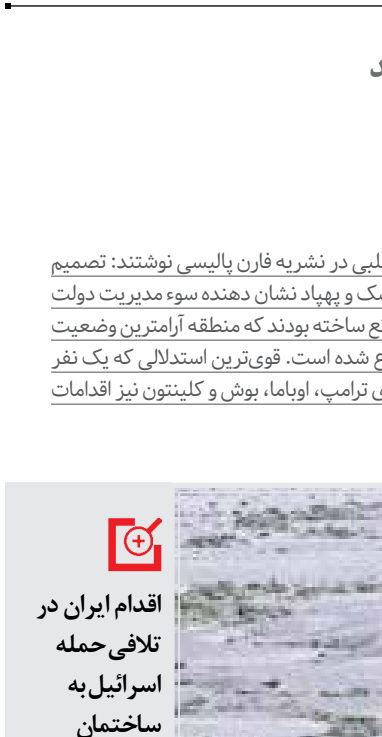 د
لبی در نشریه فارن پالیسی نوشتند: تصمیم
شک و پهپاد نشان دهنده سوء مدیریت دولت
ع ساخته بودند که منطقه آرامترین وضعیت
ع شده است. قوی‌ترین استدلالی که یک نفر
ی ترامپ، اوباما، بوش و کلینتون نیز اقدامات
اقدام ایران در
تلافی حمله
اسرائیل به
ساختمان